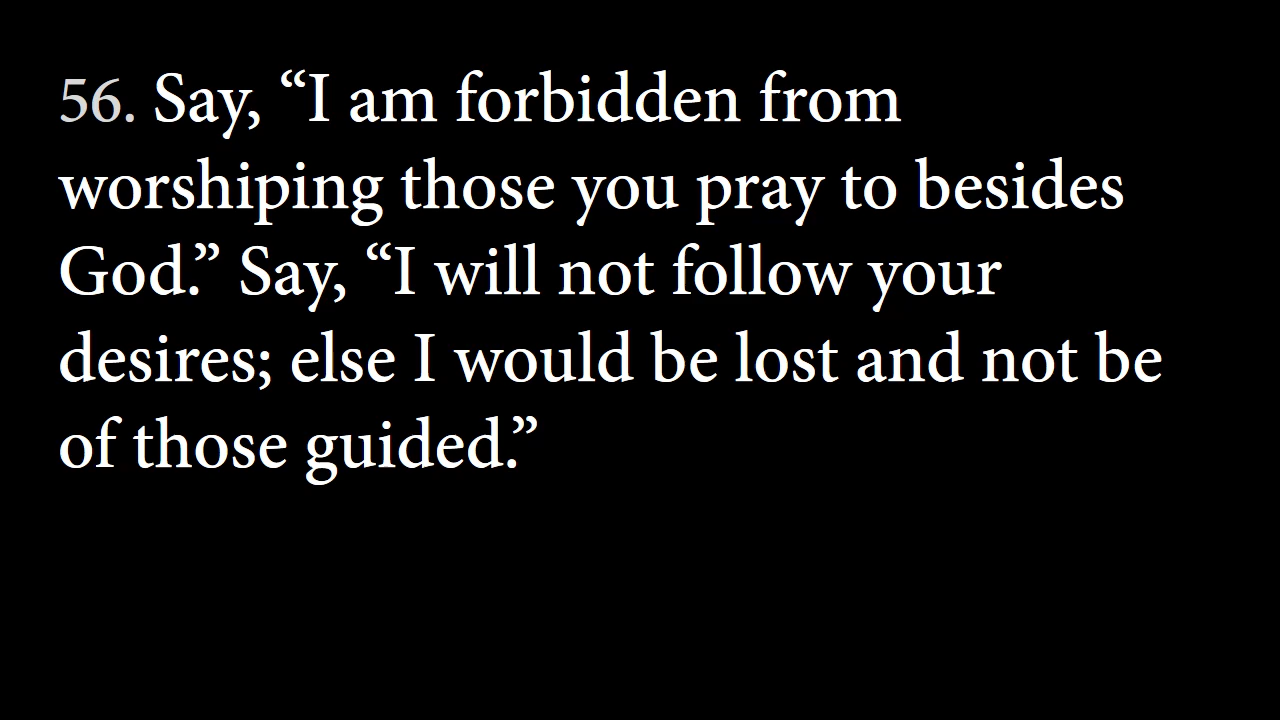 56. Say, “I am forbidden from
worshiping those you pray to besides
God.” Say, “I will not follow your
desires; else I would be lost and not be
of those guided.”